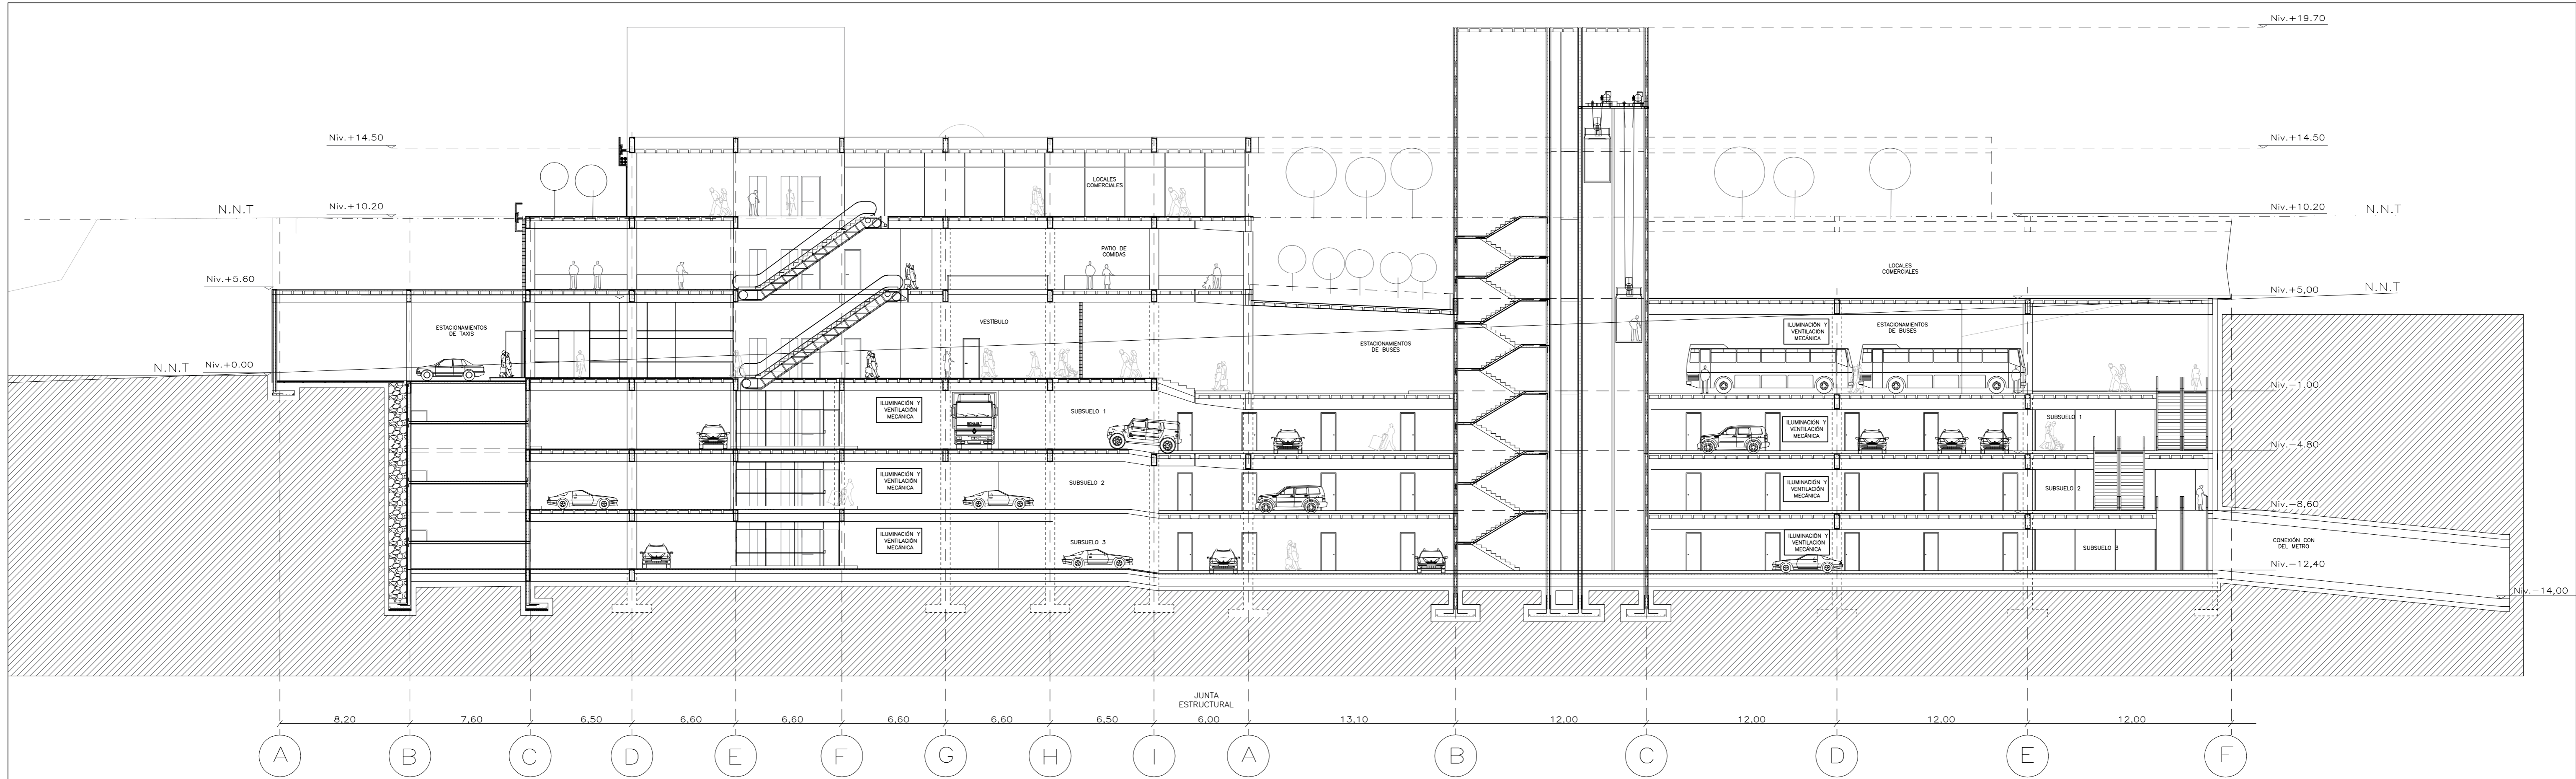 Niv.+19.70
Niv.+14.50
Niv.+14.50
LOCALES
COMERCIALES
N.N.T
Niv.+10.20
Niv.+10.20
N.N.T
PATIO DE
COMIDAS
LOCALES
COMERCIALES
Niv.+5.60
Niv.+5,00
N.N.T
ESTACIONAMIENTOS
DE TAXIS
VESTÍBULO
ESTACIONAMIENTOS
DE BUSES
ILUMINACIÓN Y
VENTILACIÓN
MECÁNICA
ESTACIONAMIENTOS
DE BUSES
N.N.T
Niv.+0.00
Niv.-1.00
ILUMINACIÓN Y
VENTILACIÓN
MECÁNICA
RENAULT
SUBSUELO 1
ILUMINACIÓN Y
VENTILACIÓN
MECÁNICA
SUBSUELO 1
Niv.-4.80
ILUMINACIÓN Y
VENTILACIÓN
MECÁNICA
SUBSUELO 2
ILUMINACIÓN Y
VENTILACIÓN
MECÁNICA
SUBSUELO 2
Niv.-8,60
ILUMINACIÓN Y
VENTILACIÓN
MECÁNICA
SUBSUELO 3
ILUMINACIÓN Y
VENTILACIÓN
MECÁNICA
SUBSUELO 3
CONEXIÓN CON
DEL METRO
Niv.-12,40
Niv.-14,00
JUNTA
ESTRUCTURAL
8,20 7,60 6,50 6,60 6,60 6,60 6,60 6,50 6,00 13,10 12,00 12,00 12,00 12,00
A B C D E F G H I A B C D E F